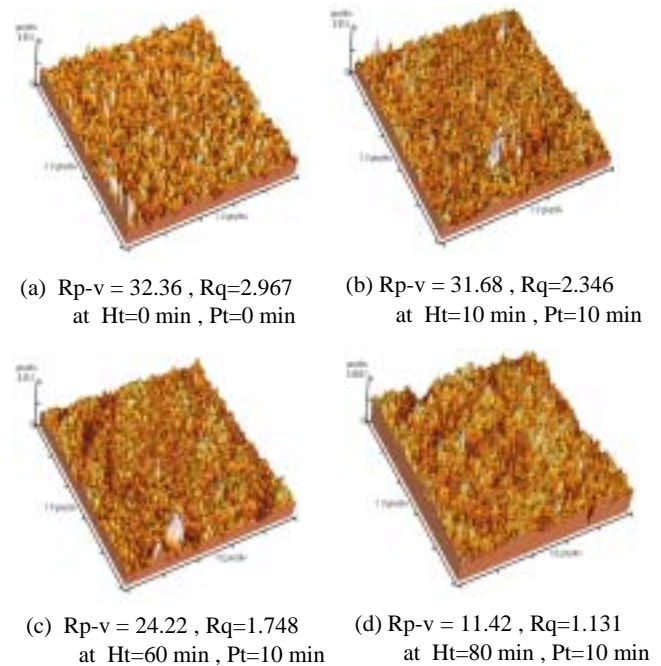 (a) Rp-v = 32.36 , Rq=2.967
at Ht=0 min , Pt=0 min
(b) Rp-v = 31.68 , Rq=2.346
at Ht=10 min , Pt=10 min
(c) Rp-v = 24.22 , Rq=1.748
at Ht=60 min , Pt=10 min
(d) Rp-v = 11.42 , Rq=1.131
at Ht=80 min , Pt=10 min